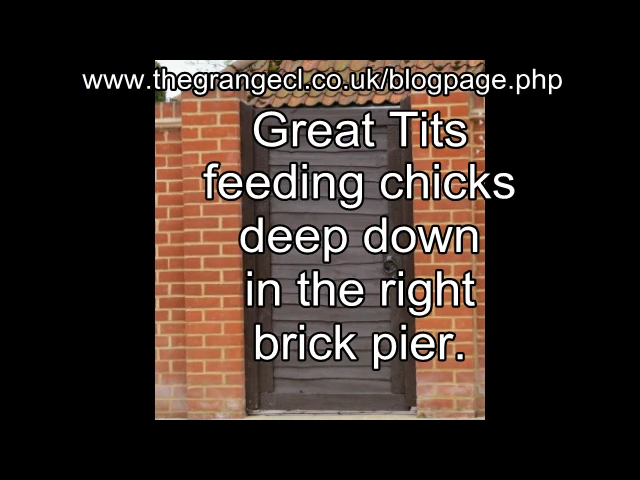 www.thegrangecl.co.uk/blogpage.php
Great Tits
feeding chicks
deep down
in the right
brick pier.